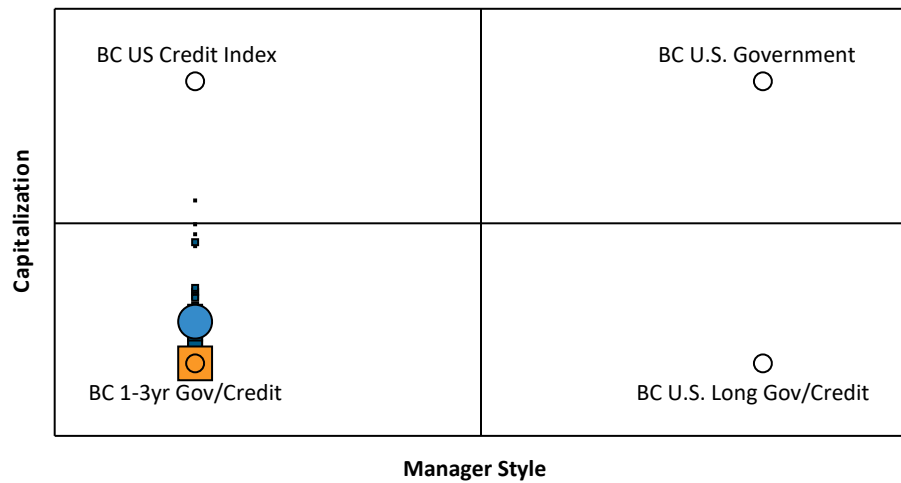 BC US Credit Index
BC U.S. Government
Capitalization
BC 1-3yr Gov/Credit
BC U.S. Long Gov/Credit
Manager Style